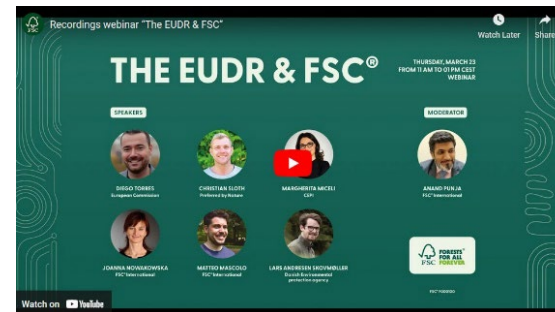 Recordings webinar "The EUDR & FSC"
Watch Later
Share
THE EUDR & FSC®
THURSDAY, MARCH 23
FROM 11 AM TO 01 PM CEST
WEBINAR
SPEAKERS
MODERATOR
DIEGO TORRES
European Commission
CHRISTIAN SLOTH
Preferred by Nature
MARGHERITA MICELI
CEPI
ANAND PUNJA
FSC® International
JOANNA NOWAKOWSKA
FSC® International
MATTEO MASCOLO
FSC® International
LARS ANDRESEN SKOVMØLLER
Danish Environmental
protection agency
FSC
FORESTS
FOR ALL
FOREVER
Watch on YouTube